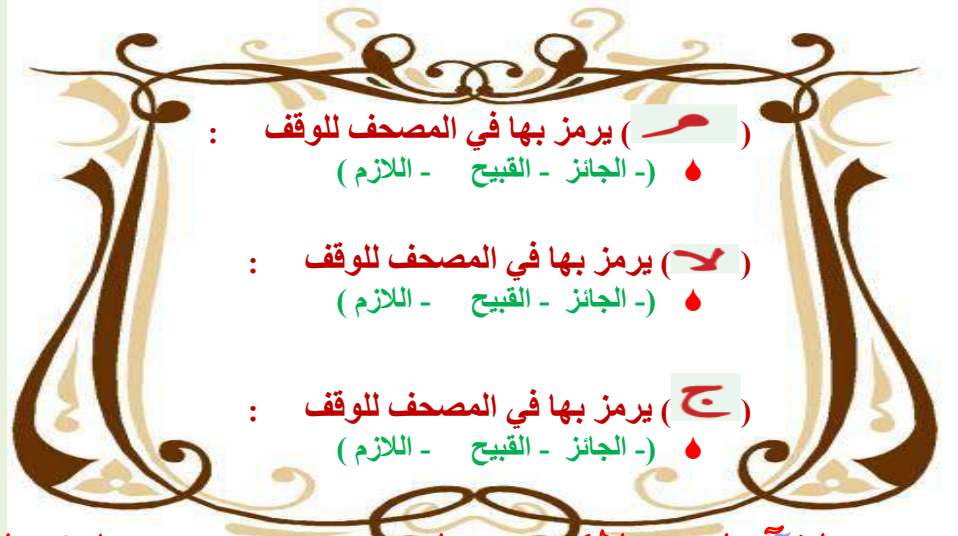 ( مـ ) يرمز بها في المصحف للوقف :
(- الجائز - القبيح - اللازم )
( لا ) يرمز بها في المصحف للوقف :
(- الجائز - القبيح - اللازم )
( ج ) يرمز بها في المصحف للوقف :
(- الجائز - القبيح - اللازم )